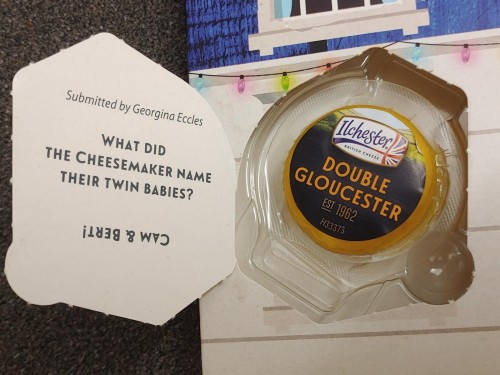 Submitted by Georgina Eccles
WHAT DID
THE CHEESEMAKER NAME
THEIR TWIN BABIES?
CAM & BERT!
Ilchester
BRITISH CHEESE
DOUBLE
GLOUCESTER
EST 1962
H33373